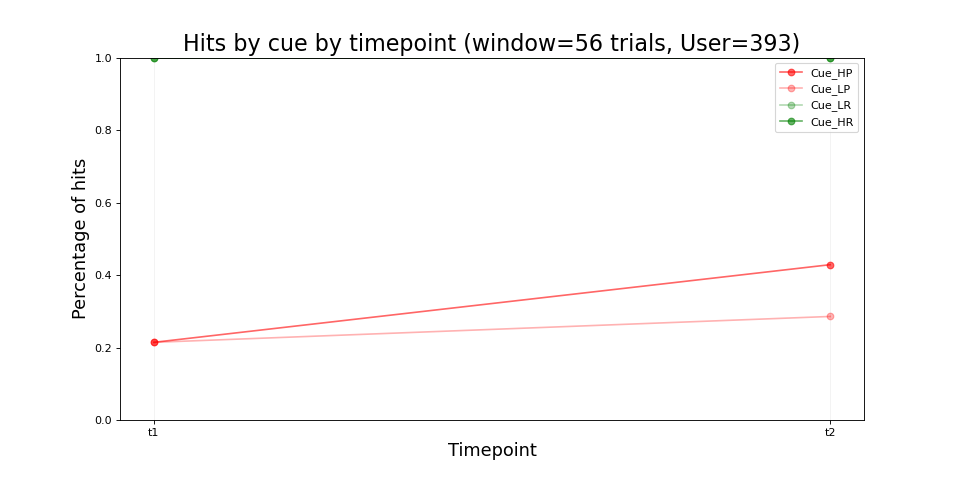 Hits by cue by timepoint (window=56 trials, User=393)
Percentage of hits
1.0
0.8
0.6
0.4
0.2
0.0
Cue_HP
Cue_LP
Cue_LR
Cue_HR
t1
t2
Timepoint